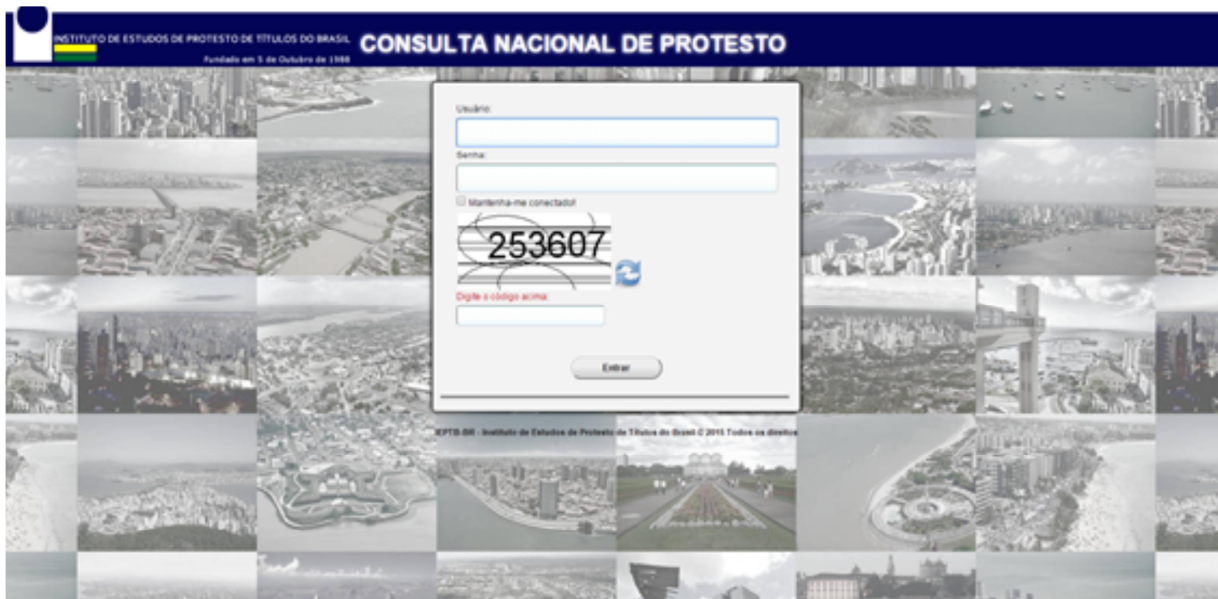 INSTITUTO DE ESTUDOS DE PROTESTO DE TÍTULOS DO BRASIL
Fundado em 5 de Outubro de 1988
CONSULTA NACIONAL DE PROTESTO
Usuário:
Senha:
Mantenha-me conectado!
253607
Digite o código acima:
Entrar
IEPTB-BR - Instituto de Estudos de Protesto de Títulos do Brasil © 2015 Todos os direitos